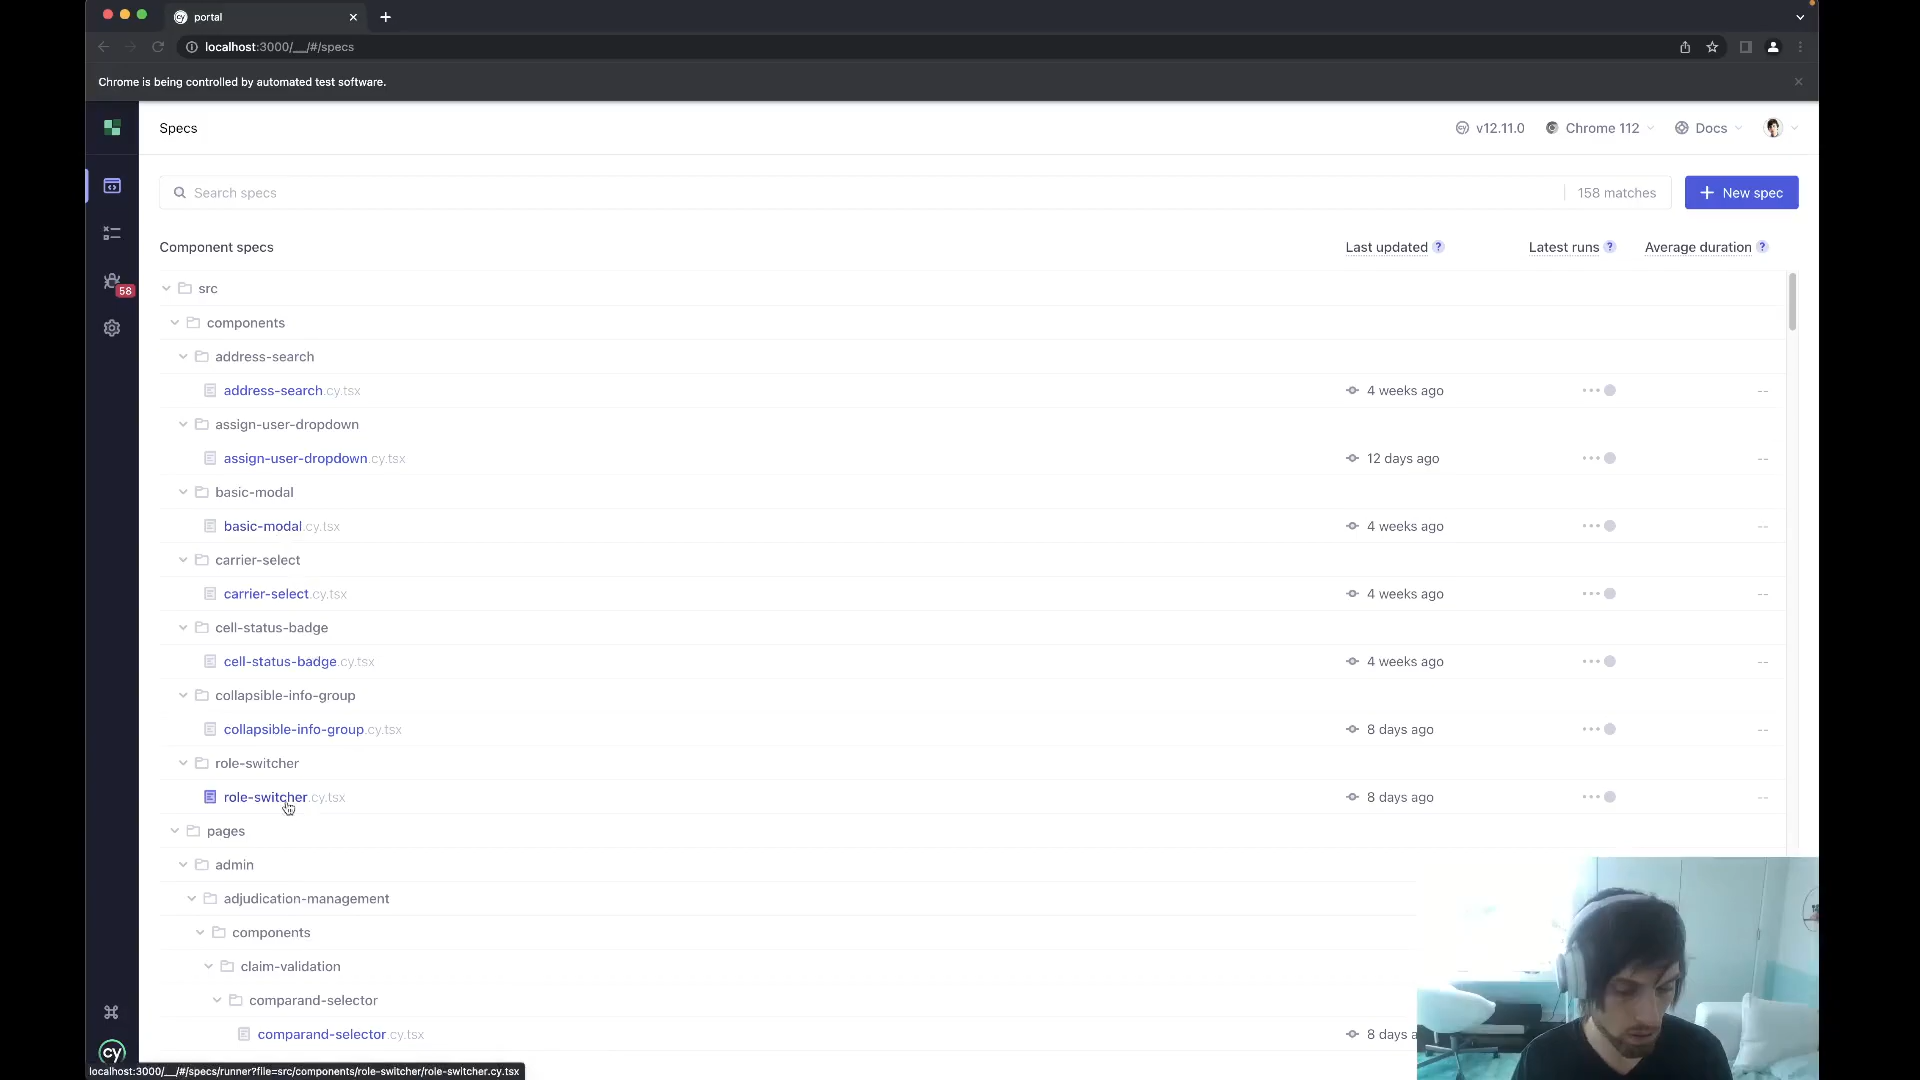 portal
localhost:3000/__/#/specs
Chrome is being controlled by automated test software.
Specs
v12.11.0
Chrome 112
Docs
Search specs
158 matches
New spec
Component specs
Last updated ?
Latest runs ?
Average duration ?
58
src
components
address-search
address-search.cy.tsx 4 weeks ago --
assign-user-dropdown
assign-user-dropdown.cy.tsx 12 days ago --
basic-modal
basic-modal.cy.tsx 4 weeks ago --
carrier-select
carrier-select.cy.tsx 4 weeks ago --
cell-status-badge
cell-status-badge.cy.tsx 4 weeks ago --
collapsible-info-group
collapsible-info-group.cy.tsx 8 days ago --
role-switcher
role-switcher.cy.tsx 8 days ago --
pages
admin
adjudication-management
components
claim-validation
comparand-selector
comparand-selector.cy.tsx 8 days a
cy
localhost:3000/__/#/specs/runner?file=src/components/role-switcher/role-switcher.cy.tsx